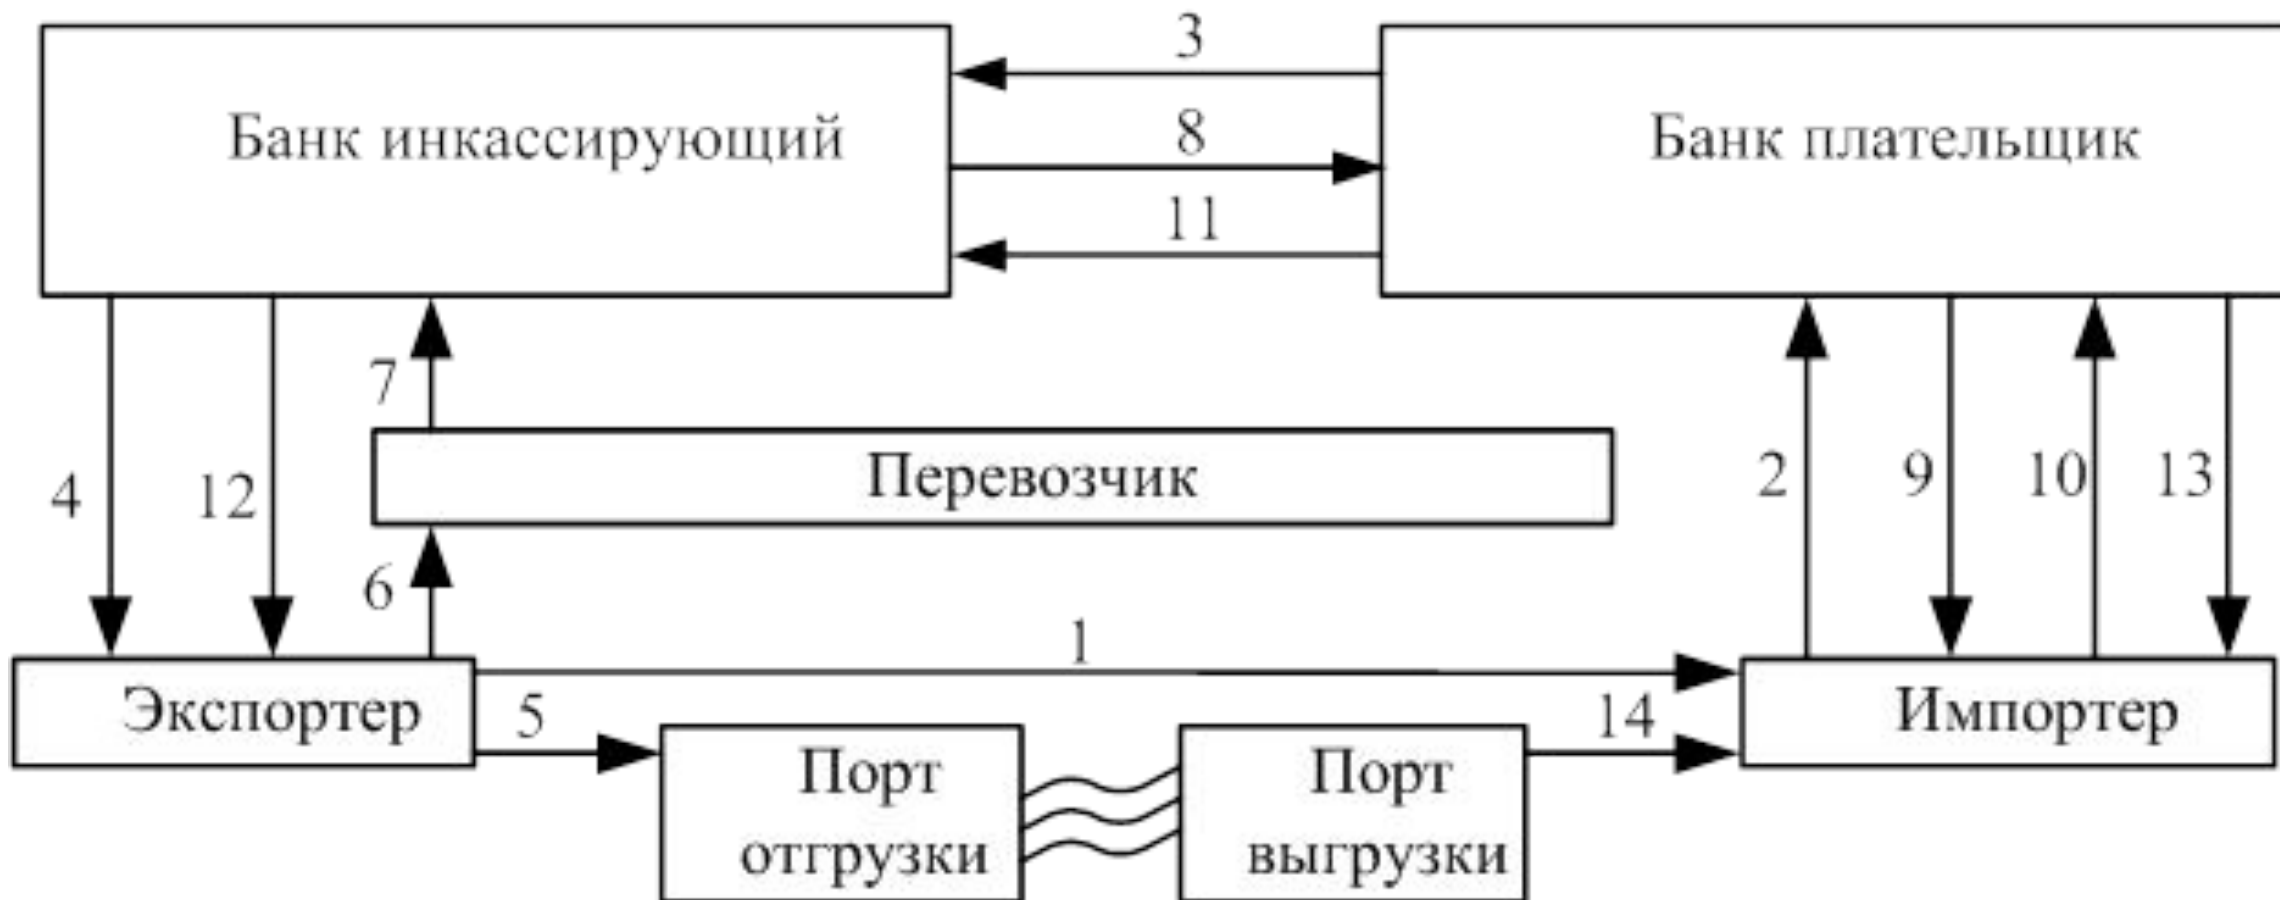 3
Банк инкассирующий
8
Банк плательщик
11
7
4
12
Перевозчик
2
9
10
13
6
1
Экспортер
5
14
Импортер
Порт
отгрузки
Порт
выгрузки